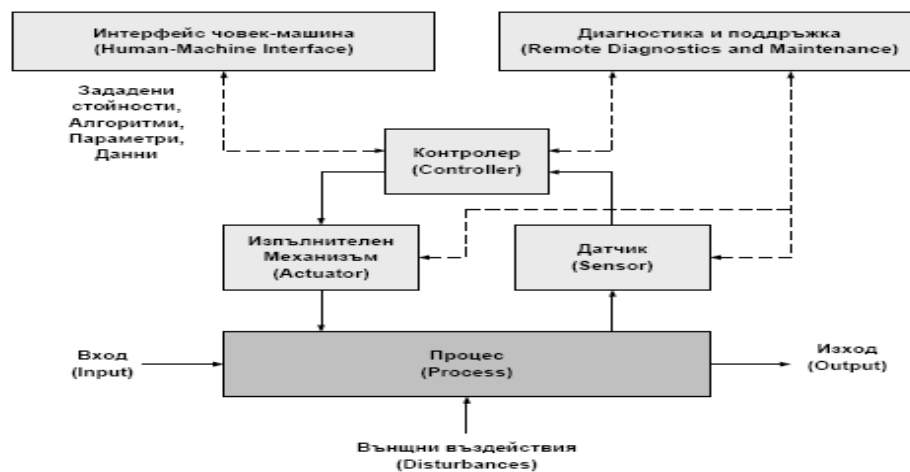 Интерфейс човек-машина
(Human-Machine Interface)
Диагностика и поддръжка
(Remote Diagnostics and Maintenance)
Зададени
стойности,
Алгоритми,
Параметри,
Данни
Контролер
(Controller)
Изпълнителен
Механизъм
(Actuator)
Датчик
(Sensor)
Вход
(Input)
Процес
(Process)
Изход
(Output)
Вънщни въздействия
(Disturbances)